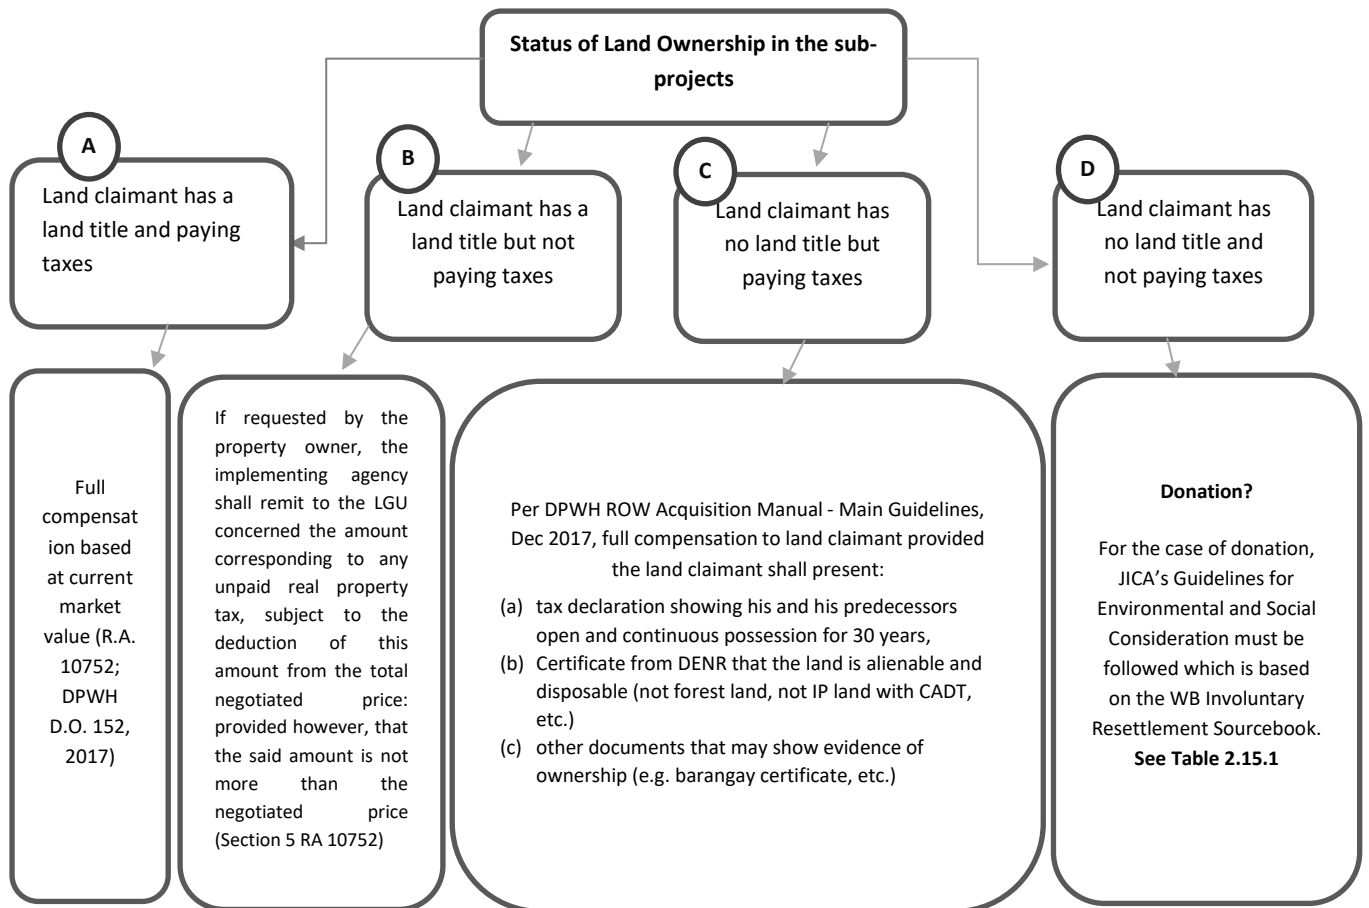 Status of Land Ownership in the sub-
projects
A
Land claimant has a
land title and paying
taxes
B
Land claimant has a
land title but not
paying taxes
C
Land claimant has
no land title but
paying taxes
D
Land claimant has
no land title and
not paying taxes
Full
compensat
ion based
at current
market
value (R.A.
10752;
DPWH
D.O. 152,
2017)
If requested by the
property owner, the
implementing agency
shall remit to the LGU
concerned the amount
corresponding to any
unpaid real property
tax, subject to the
deduction of this
amount from the total
negotiated price:
provided however, that
the said amount is not
more than the
negotiated price
(Section 5 RA 10752)
Per DPWH ROW Acquisition Manual - Main Guidelines,
Dec 2017, full compensation to land claimant provided
the land claimant shall present:
(a) tax declaration showing his and his predecessors
open and continuous possession for 30 years,
(b) Certificate from DENR that the land is alienable and
disposable (not forest land, not IP land with CADT,
etc.)
(c) other documents that may show evidence of
ownership (e.g. barangay certificate, etc.)
Donation?
For the case of donation,
JICA’s Guidelines for
Environmental and Social
Consideration must be
followed which is based
on the WB Involuntary
Resettlement Sourcebook.
See Table 2.15.1